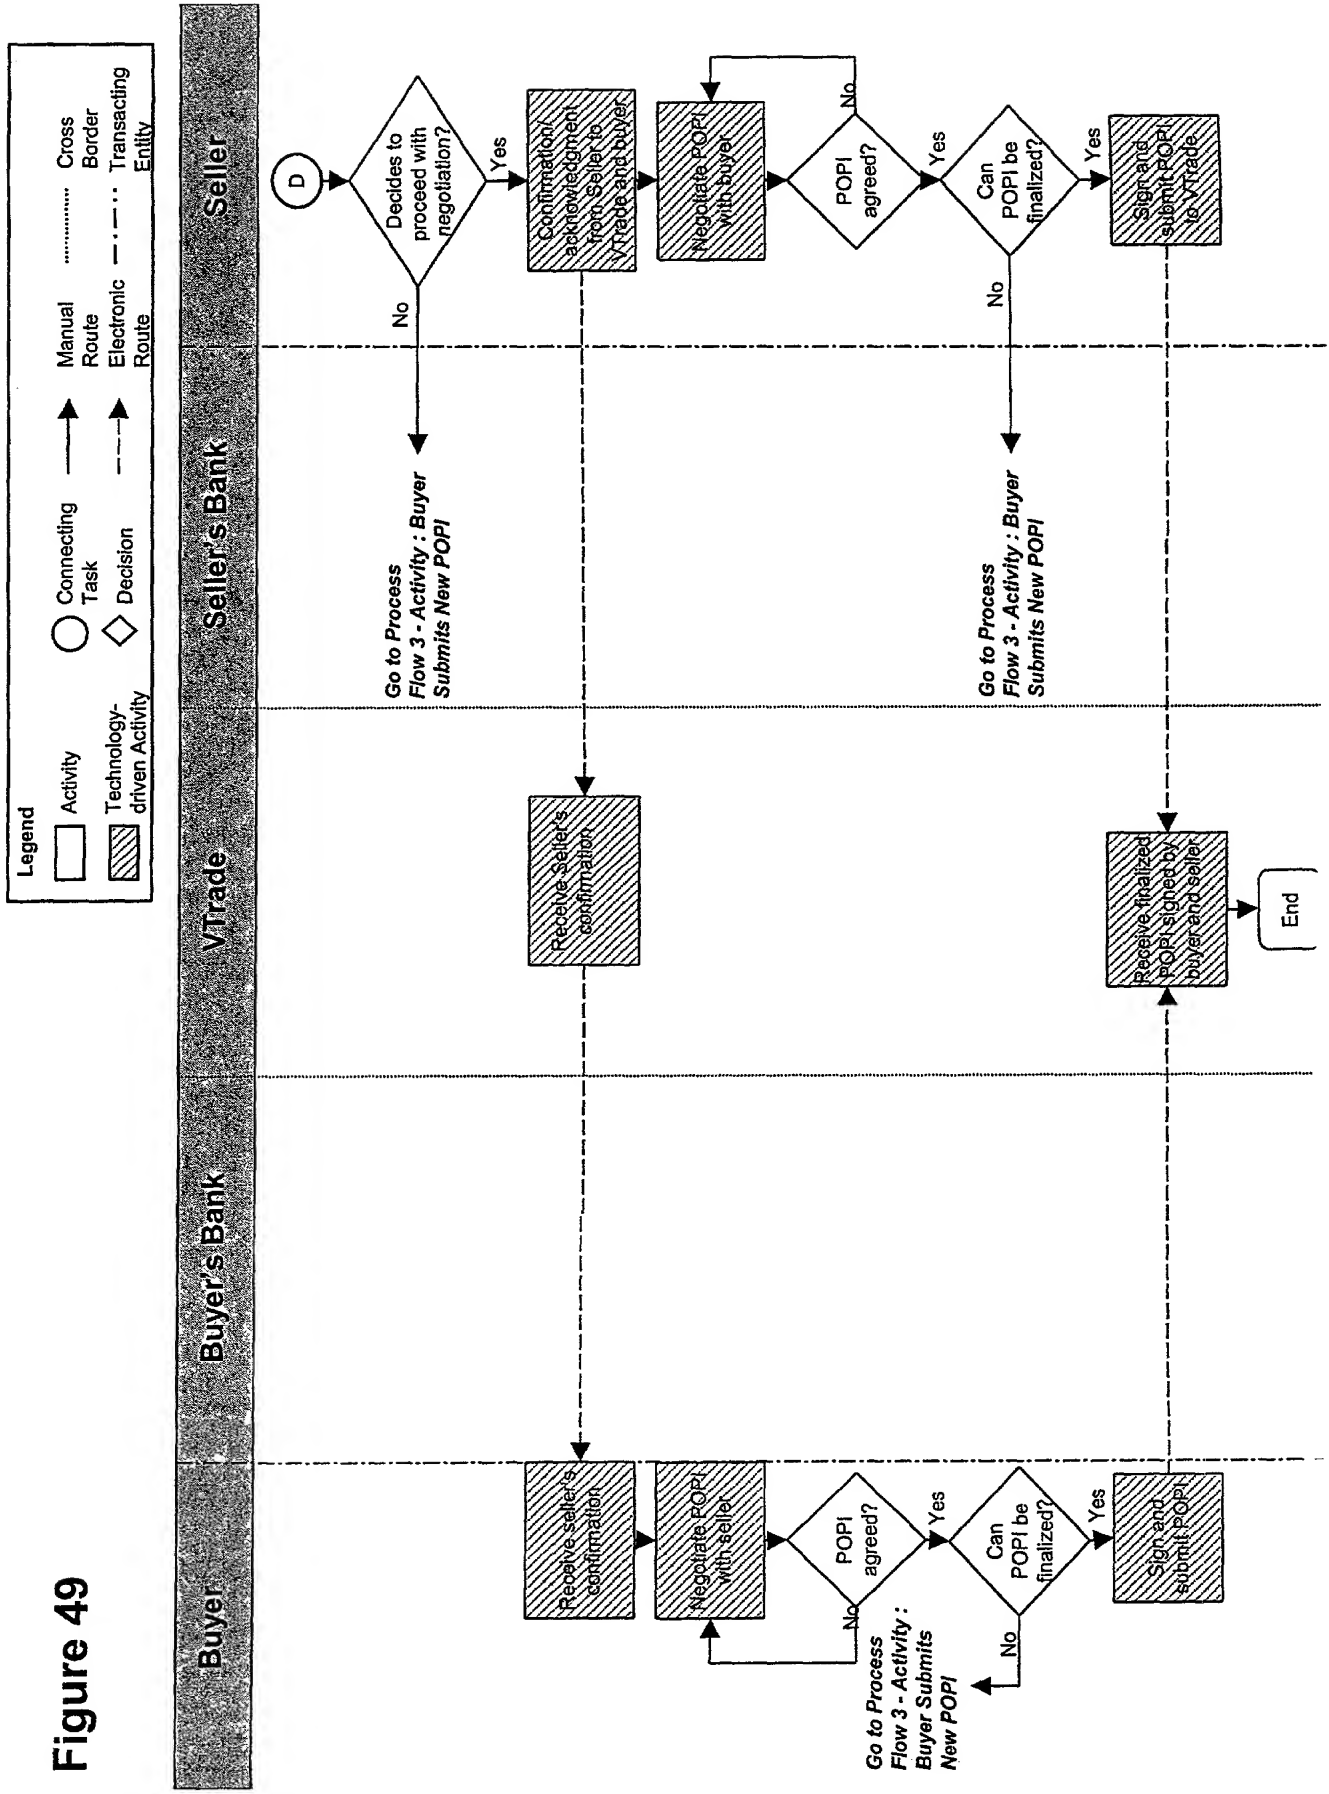 Figure 49
Legend
Activity
Technology-
driven Activity
Connecting
Task
Decision
Manual
Route
Electronic
Route
Cross
Border
Transacting
Entity
Buyer
Buyer's Bank
VTrade
Seller's Bank
Seller
D
Decides to
proceed with
negotiation?
No
Yes
Go to Process
Flow 3 - Activity : Buyer
Submits New POPI
Confirmation/
acknowledgment
from Seller to
VTrade and buyer
Receive Seller's
confirmation
Receive seller's
confirmation
Negotiate POPI
with seller
Negotiate POPI
with buyer
POPI
agreed?
No
Yes
POPI
agreed?
No
Yes
Go to Process
Flow 3 - Activity :
Buyer Submits
New POPI
Can
POPI be
finalized?
No
Yes
Go to Process
Flow 3 - Activity : Buyer
Submits New POPI
Can
POPI be
finalized?
No
Yes
Sign and
submit POPI
Receive finalized
POPI signed by
buyer and seller
Sign and
submit POPI
to VTrade
End